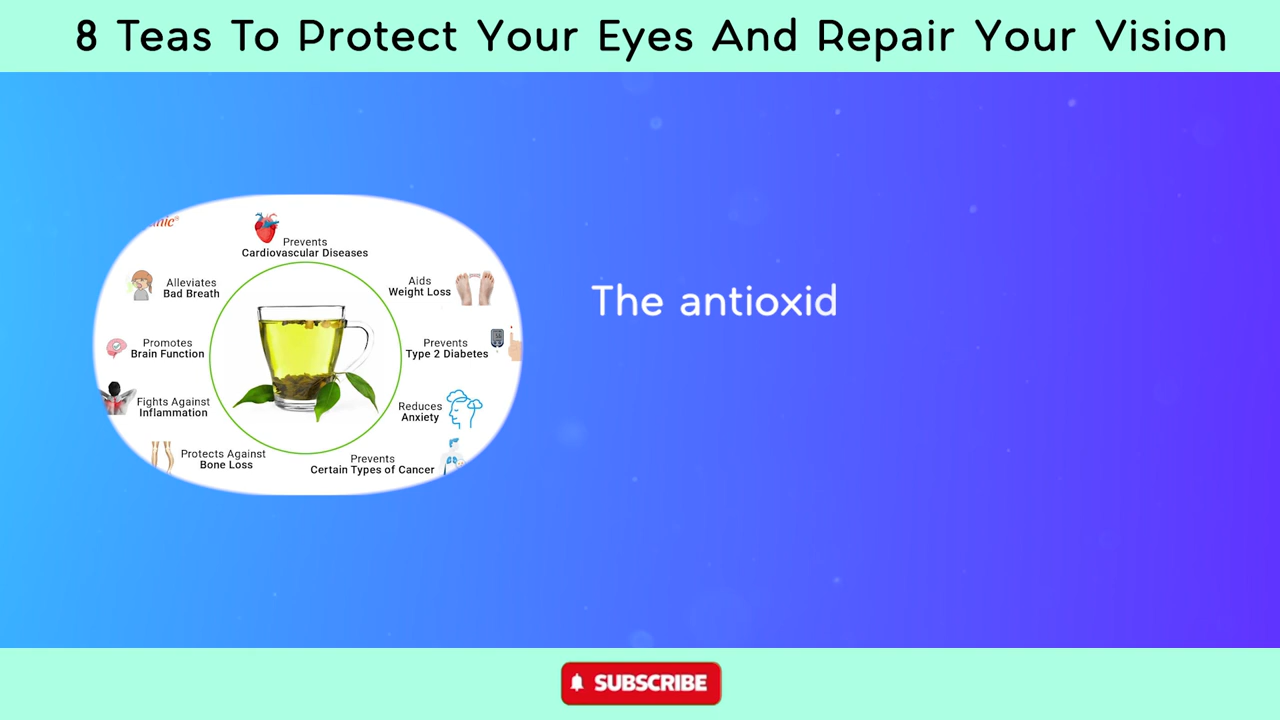 8 Teas To Protect Your Eyes And Repair Your Vision
Prevents
Cardiovascular Diseases
Alleviates
Bad Breath
Aids
Weight Loss
Promotes
Brain Function
Prevents
Type 2 Diabetes
Fights Against
Inflammation
Reduces
Anxiety
Protects Against
Bone Loss
Prevents
Certain Types of Cancer
The antioxid
SUBSCRIBE